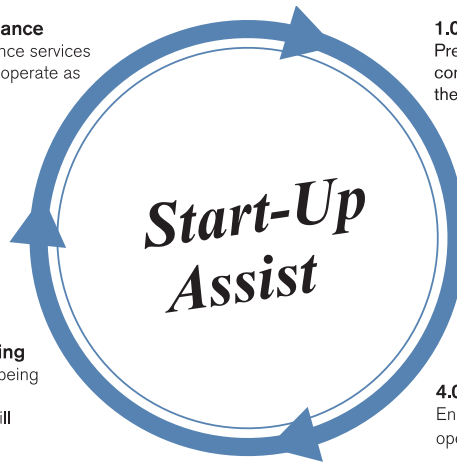 ance
nce services
operate as
1.0
Pre
con
the
Start-Up
Assist
ing
being
ill
4.0
En
ope